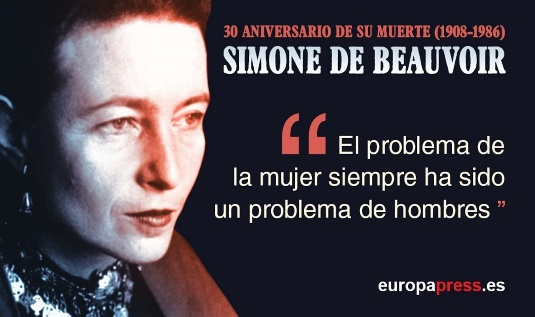 30 ANIVERSARIO DE SU MUERTE (1908-1986)
SIMONE DE BEAUVOIR
“ El problema de
la mujer siempre ha sido
un problema de hombres ”
europapress.es